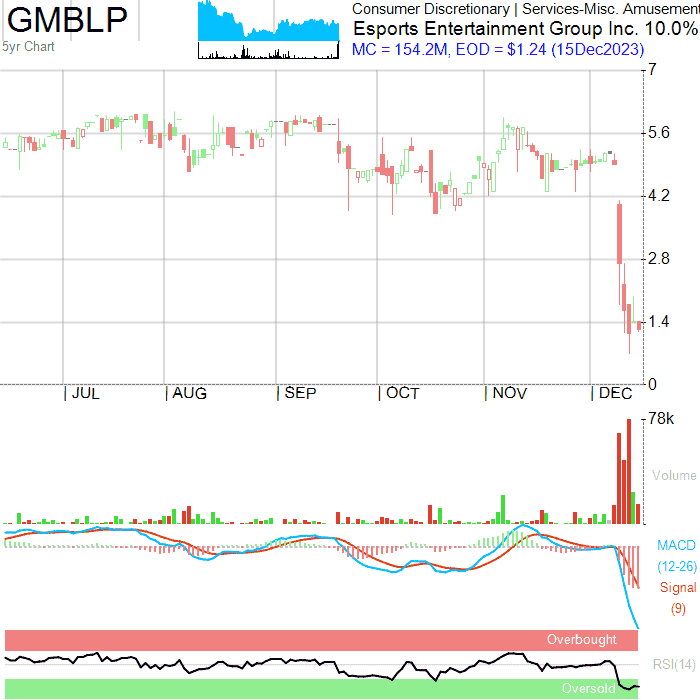 GMBLP
5yr Chart
Consumer Discretionary | Services-Misc. Amusement
Esports Entertainment Group Inc. 10.0%
MC = 154.2M, EOD = $1.24 (15Dec2023)
7
5.6
4.2
2.8
1.4
0
JUL AUG SEP OCT NOV DEC
78k
Volume
MACD
(12-26)
Signal
(9)
Overbought
RSI(14)
Oversold